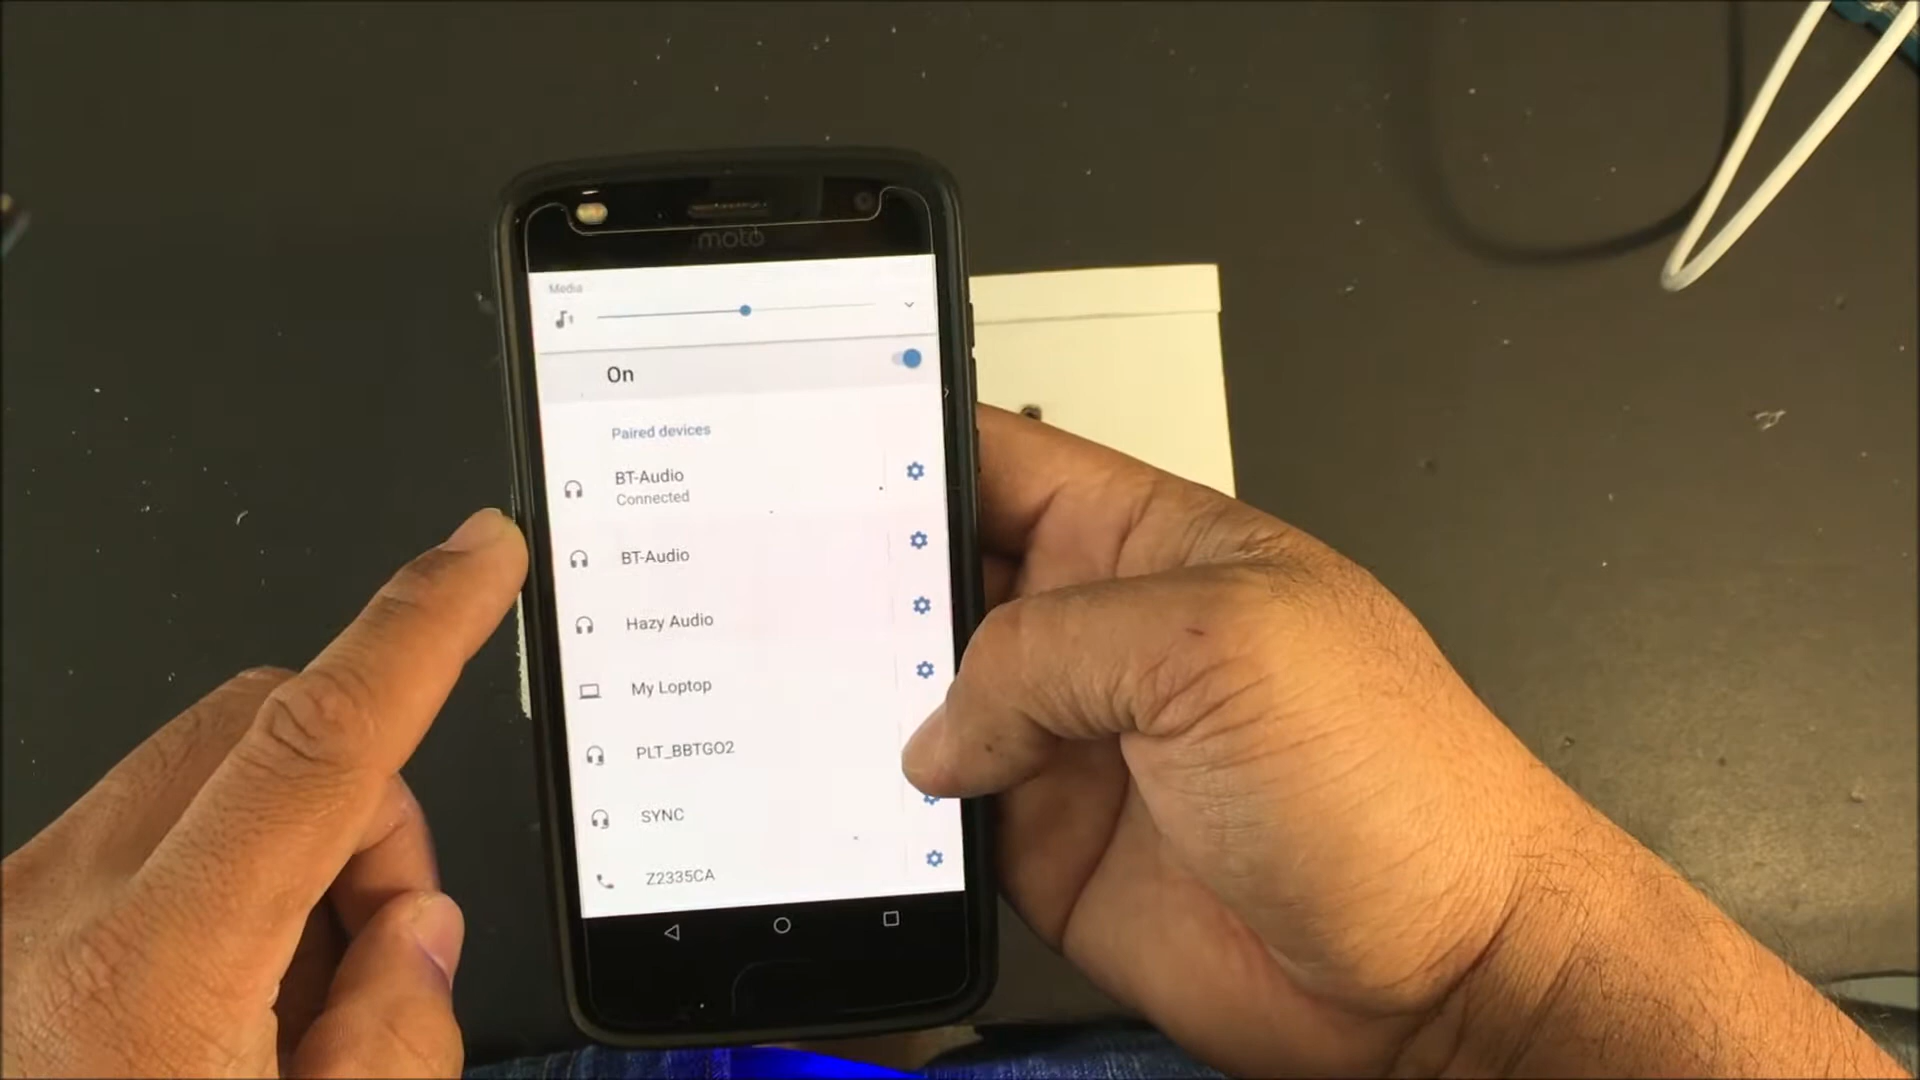 moto
Media
On
Paired devices
BT-Audio
Connected
BT-Audio
Hazy Audio
My Loptop
PLT_BBTGO2
SYNC
Z2335CA